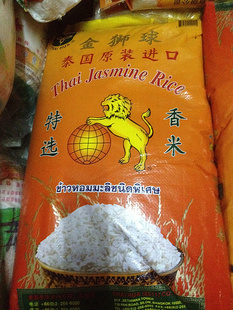 金狮球
泰国原装进口
Thai Jasmine Rice
特选
香米
ข้าวหอมมะลิชนิดพิเศษ